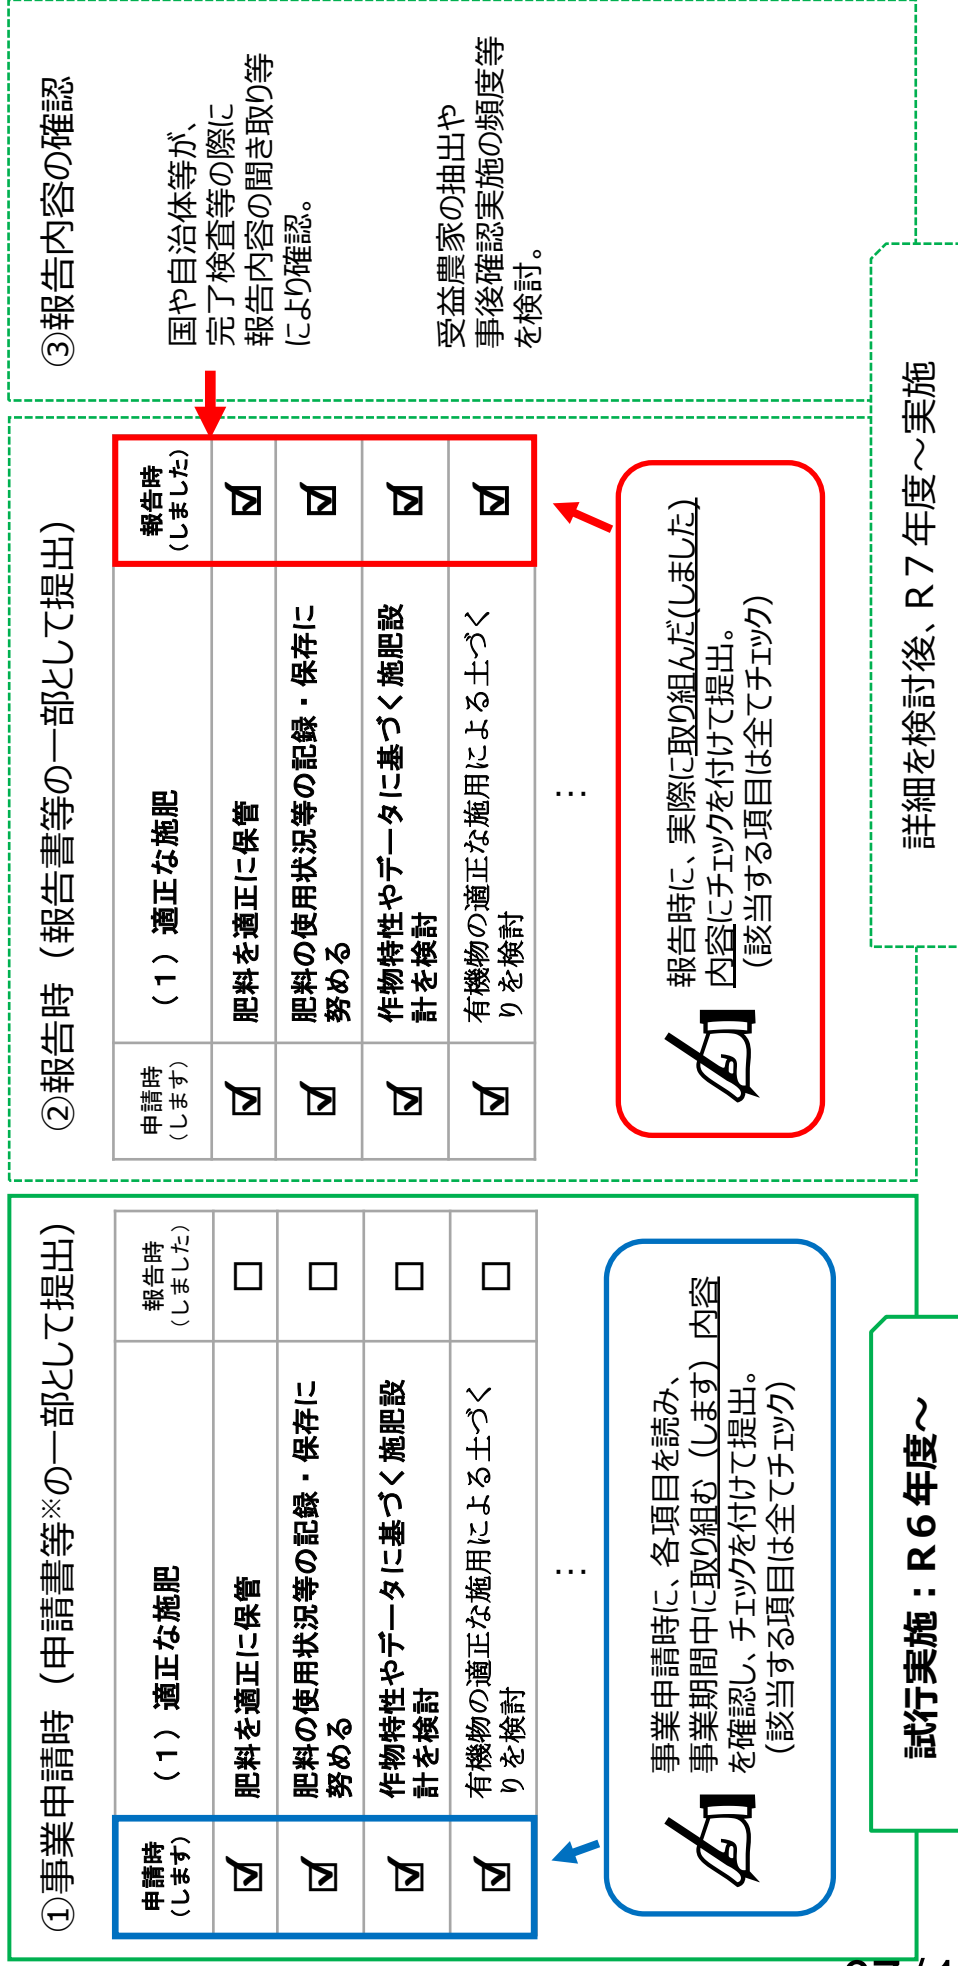 ①事業申請時（申請書等※の一部として提出）
申請時
（します）
（１）適正な施肥
報告時
（しました）
☑
肥料を適正に保管
□
☑
肥料の使用状況等の記録・保存に
努める
□
☑
作物特性やデータに基づく施肥設
計を検討
□
☑
有機物の適正な施用による土づく
りを検討
□
…
事業申請時に、各項目を読み、
事業期間中に取り組む（します）内容
を確認し、チェックを付けて提出。
（該当する項目は全てチェック）
試行実施：Ｒ６年度～
②報告時（報告書等の一部として提出）
申請時
（します）
（１）適正な施肥
報告時
（しました）
☑
肥料を適正に保管
☑
☑
肥料の使用状況等の記録・保存に
努める
☑
☑
作物特性やデータに基づく施肥設
計を検討
☑
☑
有機物の適正な施用による土づく
りを検討
☑
…
報告時に、実際に取り組んだ(しました)
内容にチェックを付けて提出。
（該当する項目は全てチェック）
③報告内容の確認
国や自治体等が、
完了検査等の際に
報告内容の聞き取り等
により確認。
受益農家の抽出や
事後確認実施の頻度等
を検討。
詳細を検討後、Ｒ７年度～実施